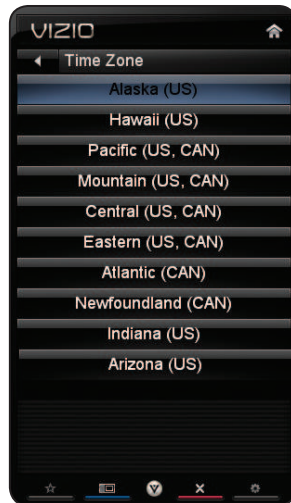 VIZIO
Time Zone
Alaska (US)
Hawaii (US)
Pacific (US, CAN)
Mountain (US, CAN)
Central (US, CAN)
Eastern (US, CAN)
Atlantic (CAN)
Newfoundland (CAN)
Indiana (US)
Arizona (US)